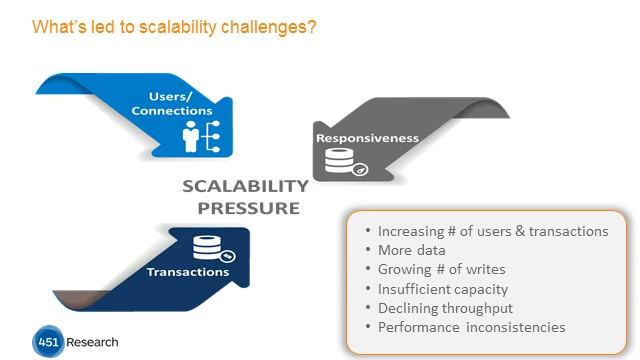 What's led to scalability challenges?
Users/
Connections
Responsiveness
SCALABILITY
PRESSURE
Transactions
• Increasing # of users & transactions
• More data
• Growing # of writes
• Insufficient capacity
• Declining throughput
• Performance inconsistencies
451 Research